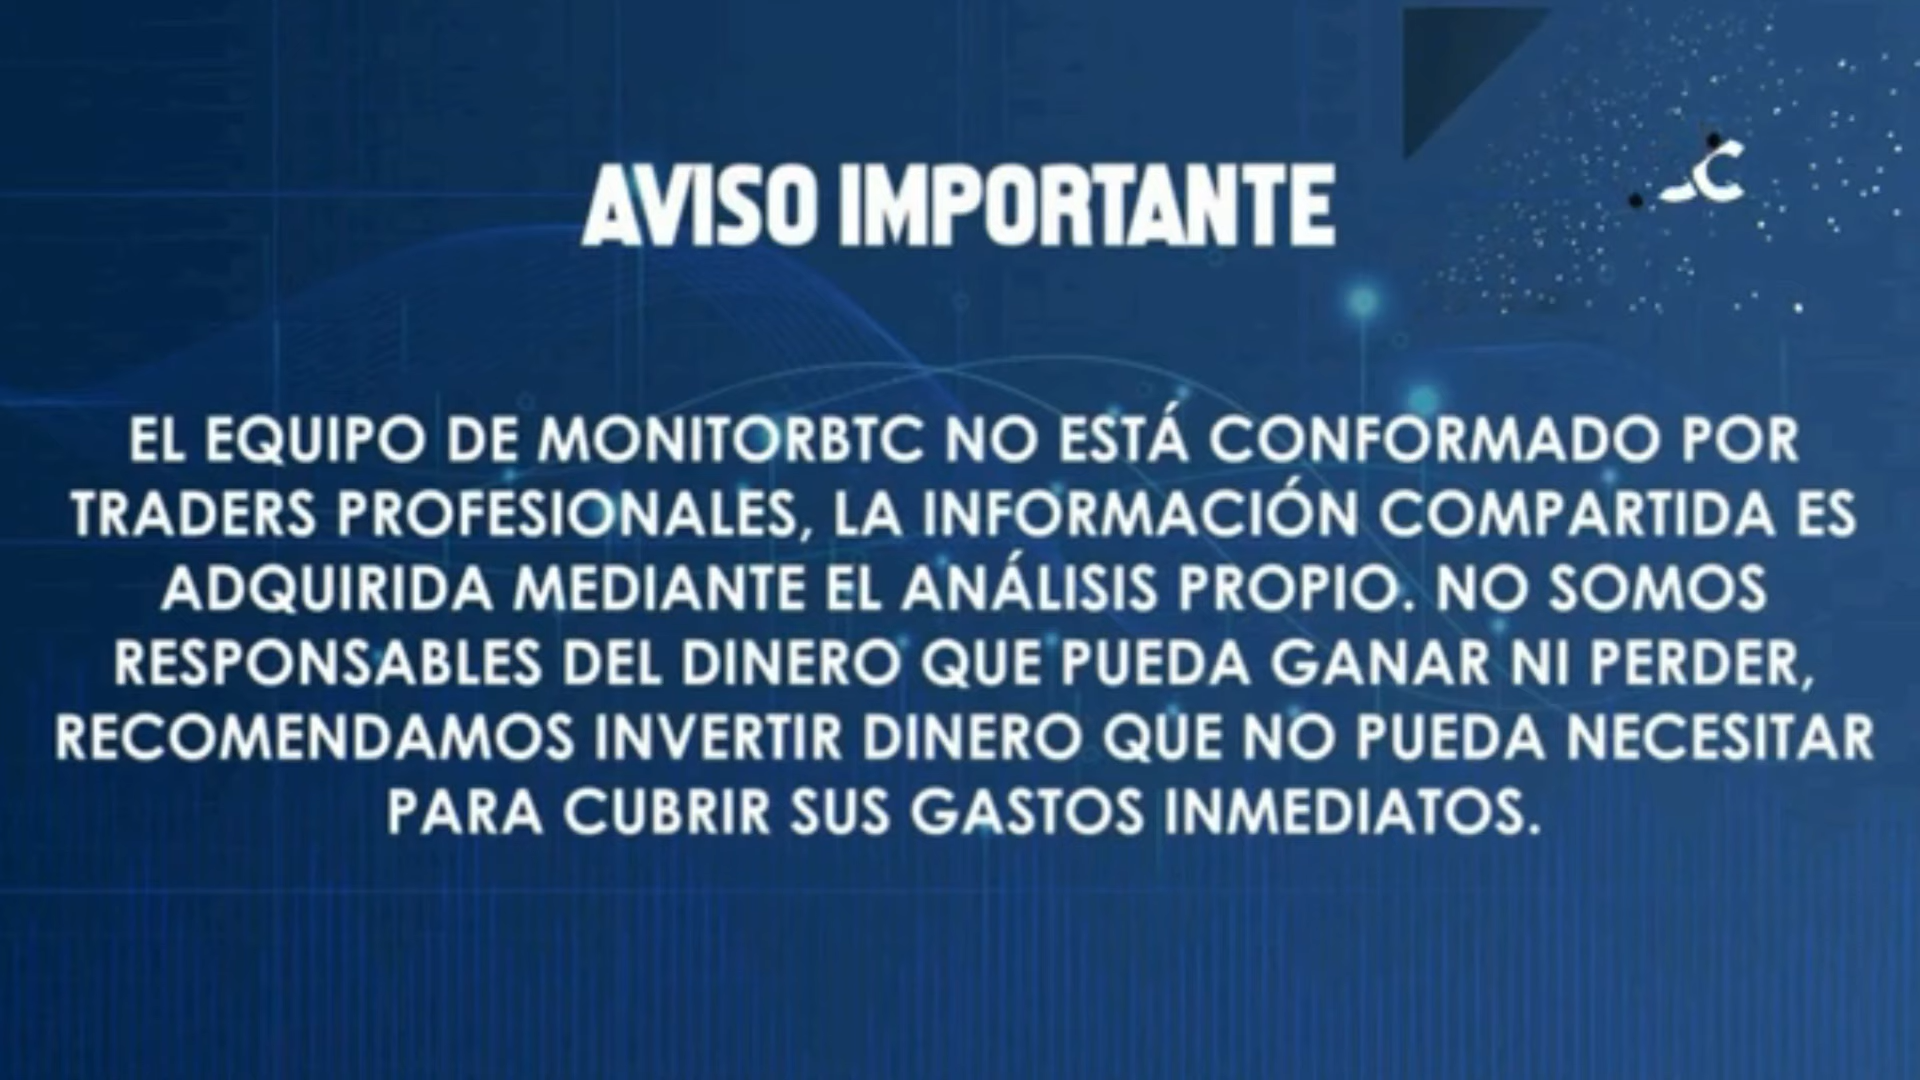 AVISO IMPORTANTE
EL EQUIPO DE MONITORBTC NO ESTÁ CONFORMADO POR
TRADERS PROFESIONALES, LA INFORMACIÓN COMPARTIDA ES
ADQUIRIDA MEDIANTE EL ANÁLISIS PROPIO. NO SOMOS
RESPONSABLES DEL DINERO QUE PUEDA GANAR NI PERDER,
RECOMENDAMOS INVERTIR DINERO QUE NO PUEDA NECESITAR
PARA CUBRIR SUS GASTOS INMEDIATOS.